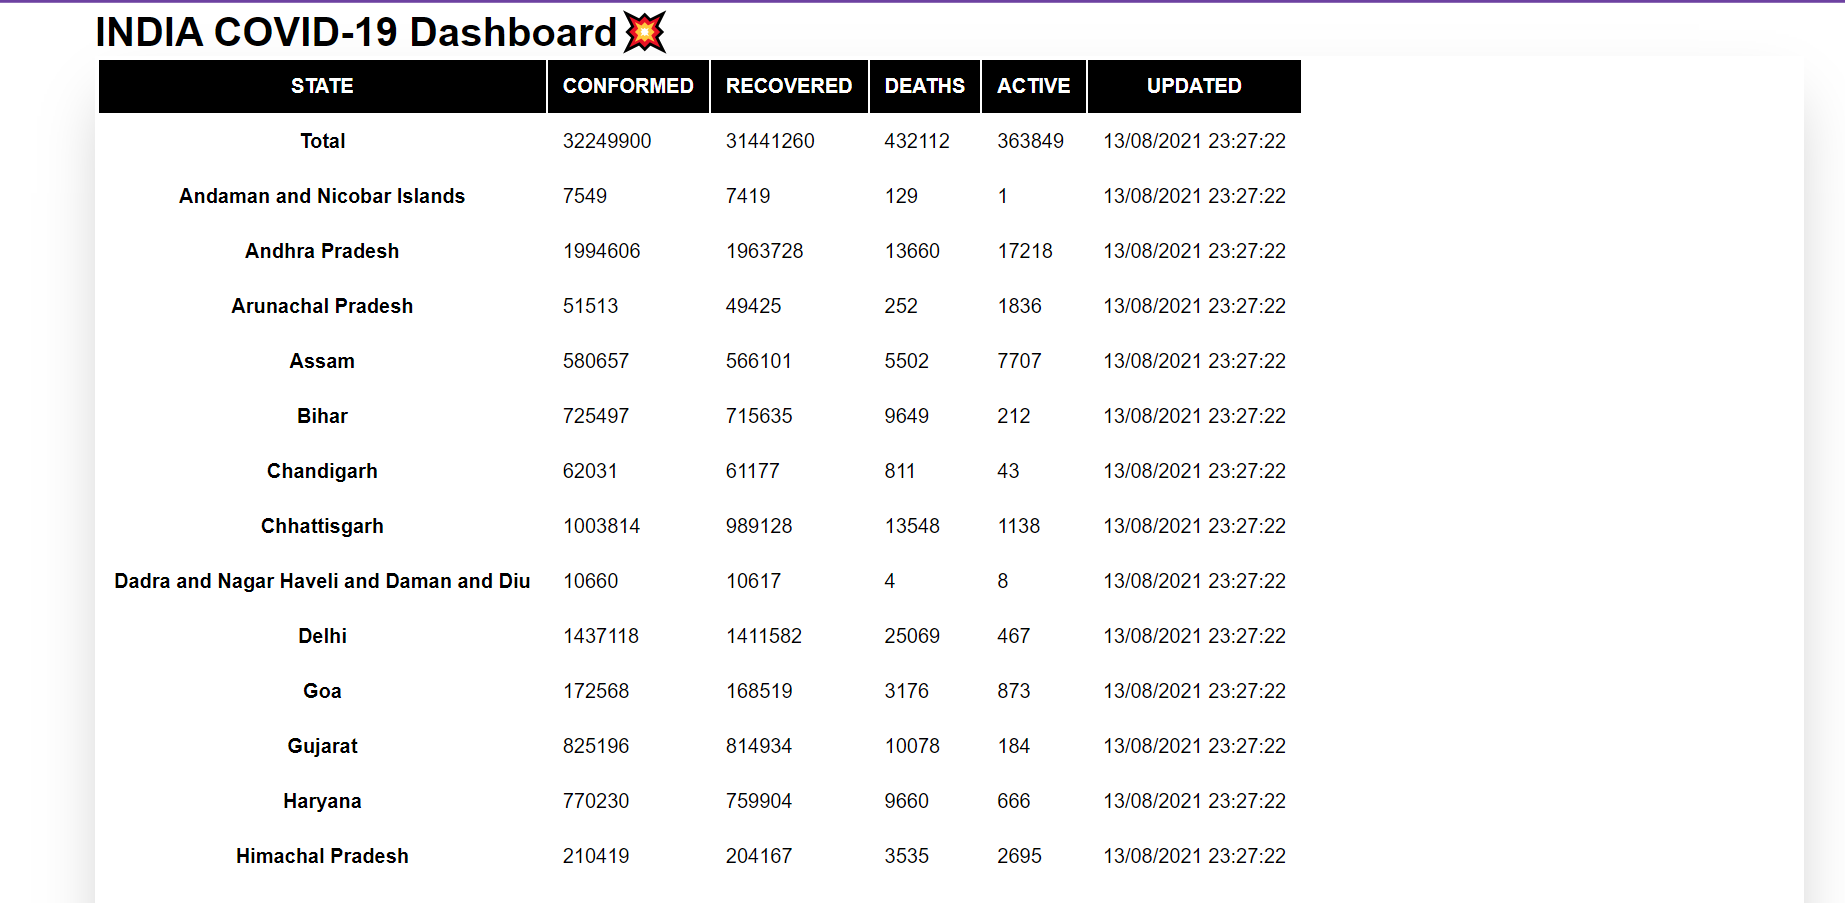 INDIA COVID-19 Dashboard💥
STATE CONFORMED RECOVERED DEATHS ACTIVE UPDATED
Total 32249900 31441260 432112 363849 13/08/2021 23:27:22
Andaman and Nicobar Islands 7549 7419 129 1 13/08/2021 23:27:22
Andhra Pradesh 1994606 1963728 13660 17218 13/08/2021 23:27:22
Arunachal Pradesh 51513 49425 252 1836 13/08/2021 23:27:22
Assam 580657 566101 5502 7707 13/08/2021 23:27:22
Bihar 725497 715635 9649 212 13/08/2021 23:27:22
Chandigarh 62031 61177 811 43 13/08/2021 23:27:22
Chhattisgarh 1003814 989128 13548 1138 13/08/2021 23:27:22
Dadra and Nagar Haveli and Daman and Diu 10660 10617 4 8 13/08/2021 23:27:22
Delhi 1437118 1411582 25069 467 13/08/2021 23:27:22
Goa 172568 168519 3176 873 13/08/2021 23:27:22
Gujarat 825196 814934 10078 184 13/08/2021 23:27:22
Haryana 770230 759904 9660 666 13/08/2021 23:27:22
Himachal Pradesh 210419 204167 3535 2695 13/08/2021 23:27:22